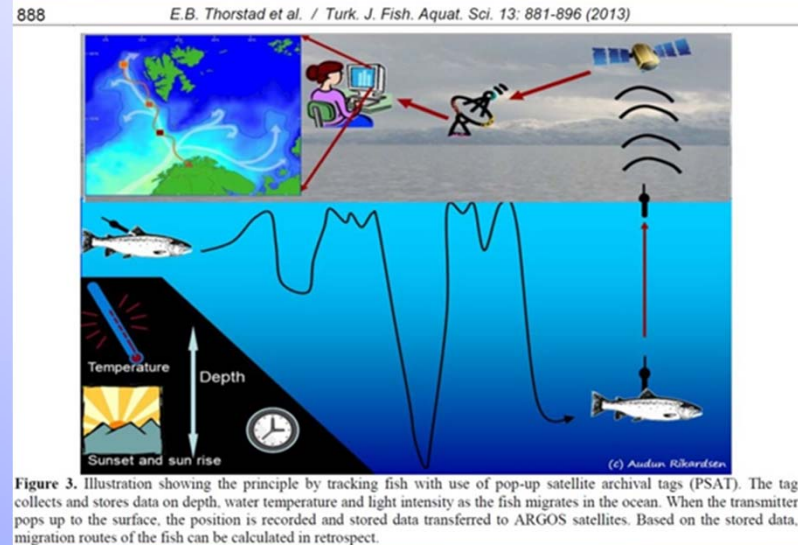 888
E.B. Thorstad et al. / Turk. J. Fish. Aquat. Sci. 13: 881-896 (2013)
Temperature
Depth
Sunset and sun rise
(c) Audun Rikardsen
Figure 3. Illustration showing the principle by tracking fish with use of pop-up satellite archival tags (PSAT). The tag
collects and stores data on depth, water temperature and light intensity as the fish migrates in the ocean. When the transmitter
pops up to the surface, the position is recorded and stored data transferred to ARGOS satellites. Based on the stored data,
migration routes of the fish can be calculated in retrospect.